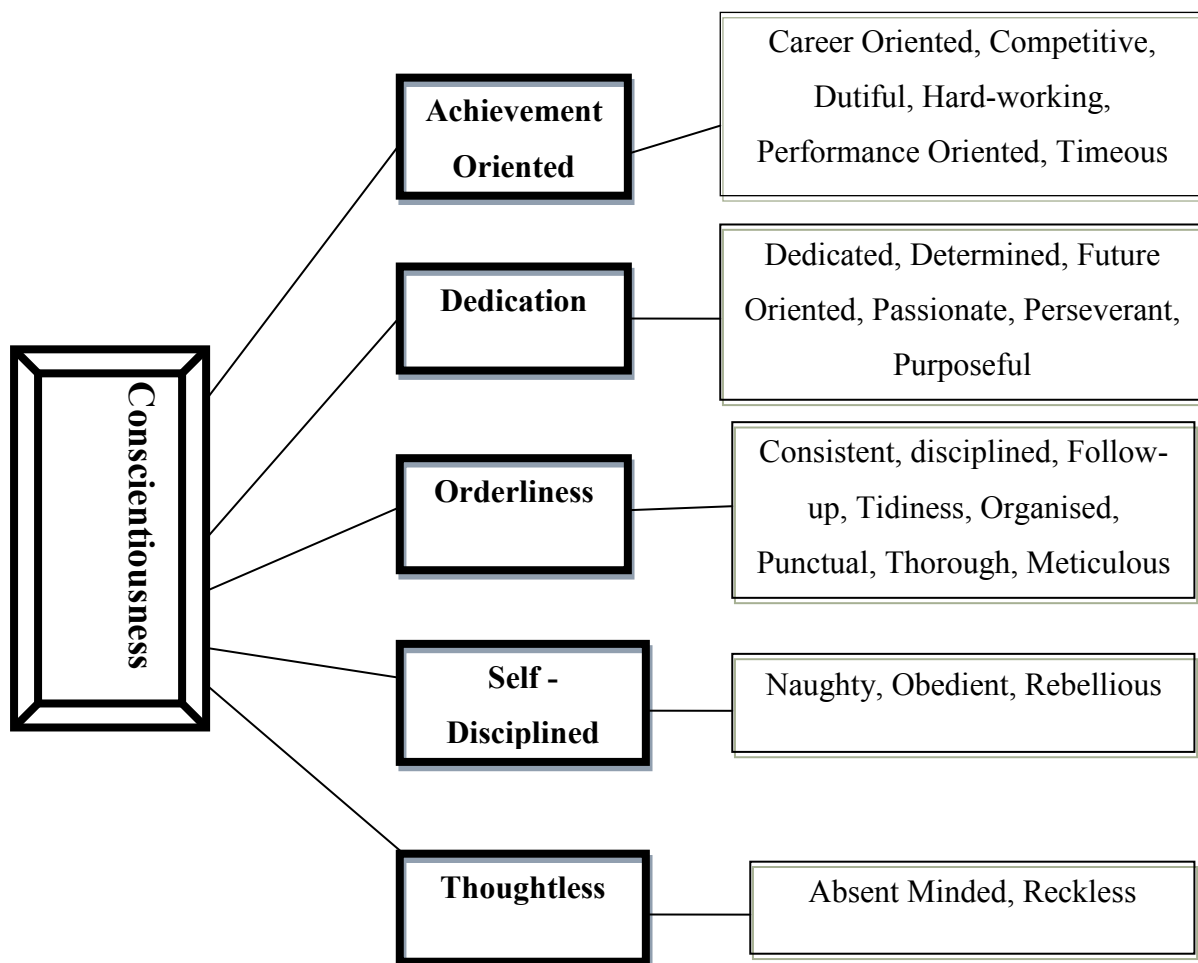 Conscientiousness
Achievement
Oriented
Career Oriented, Competitive,
Dutiful, Hard-working,
Performance Oriented, Timeous
Dedication
Dedicated, Determined, Future
Oriented, Passionate, Perseverant,
Purposeful
Orderliness
Consistent, disciplined, Follow-
up, Tidiness, Organised,
Punctual, Thorough, Meticulous
Self -
Disciplined
Naughty, Obedient, Rebellious
Thoughtless
Absent Minded, Reckless